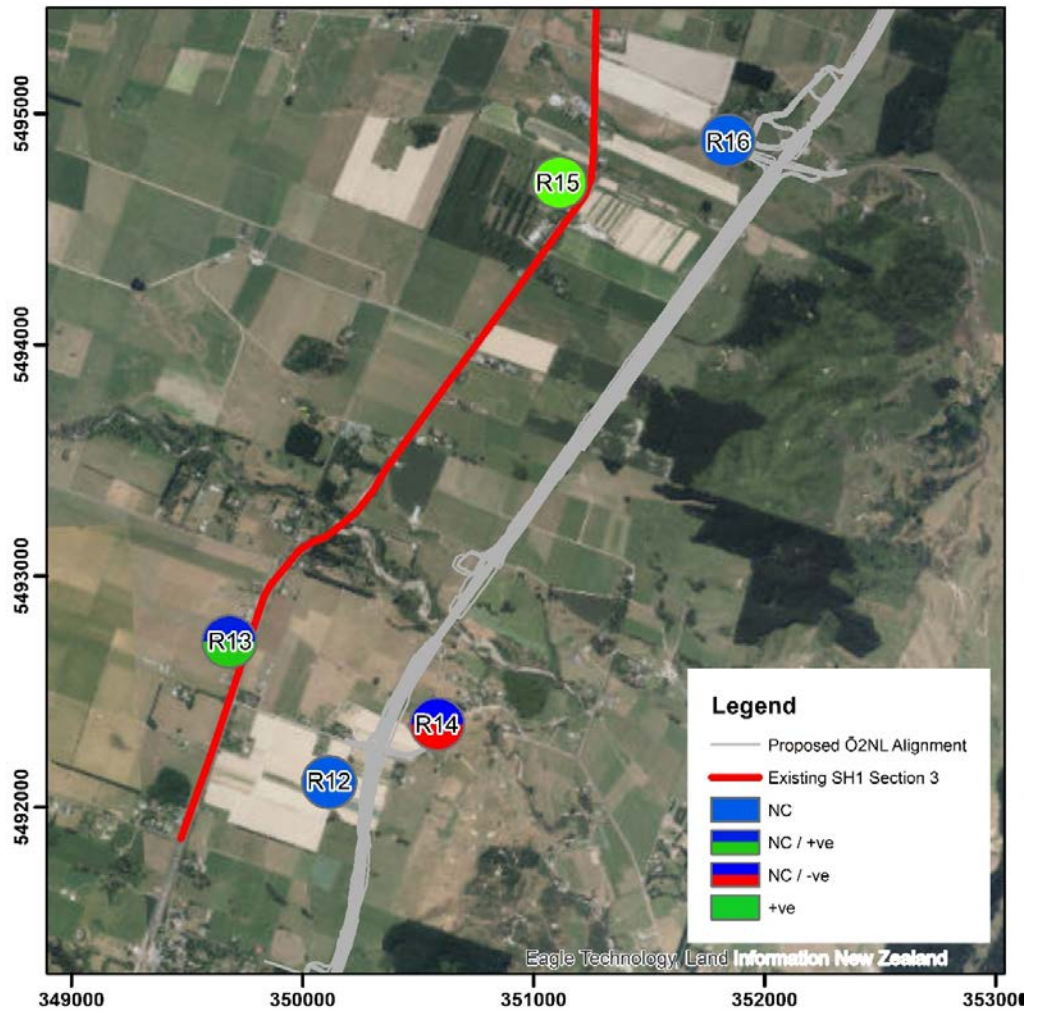 5495000
5494000
5493000
5492000
R16
R15
R13
R14
R12
Legend
Proposed Ō2NL Alignment
Existing SH1 Section 3
NC
NC / +ve
NC / -ve
+ve
Eagle Technology, Land Information New Zealand
349000
350000
351000
352000
353000